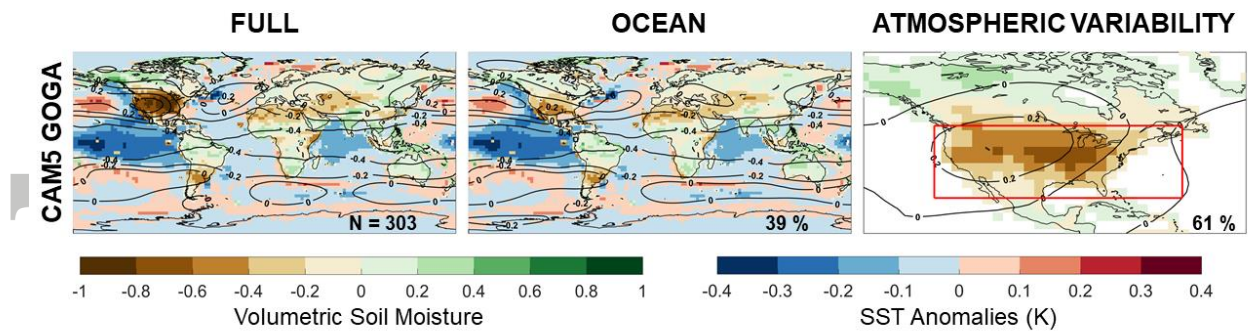 FULL
OCEAN
ATMOSPHERIC VARIABILITY
CAM5 GOGA
N = 303
39 %
61 %
-1 -0.8 -0.6 -0.4 -0.2 0 0.2 0.4 0.6 0.8 1
-0.4 -0.3 -0.2 -0.1 0 0.1 0.2 0.3 0.4
Volumetric Soil Moisture
SST Anomalies (K)